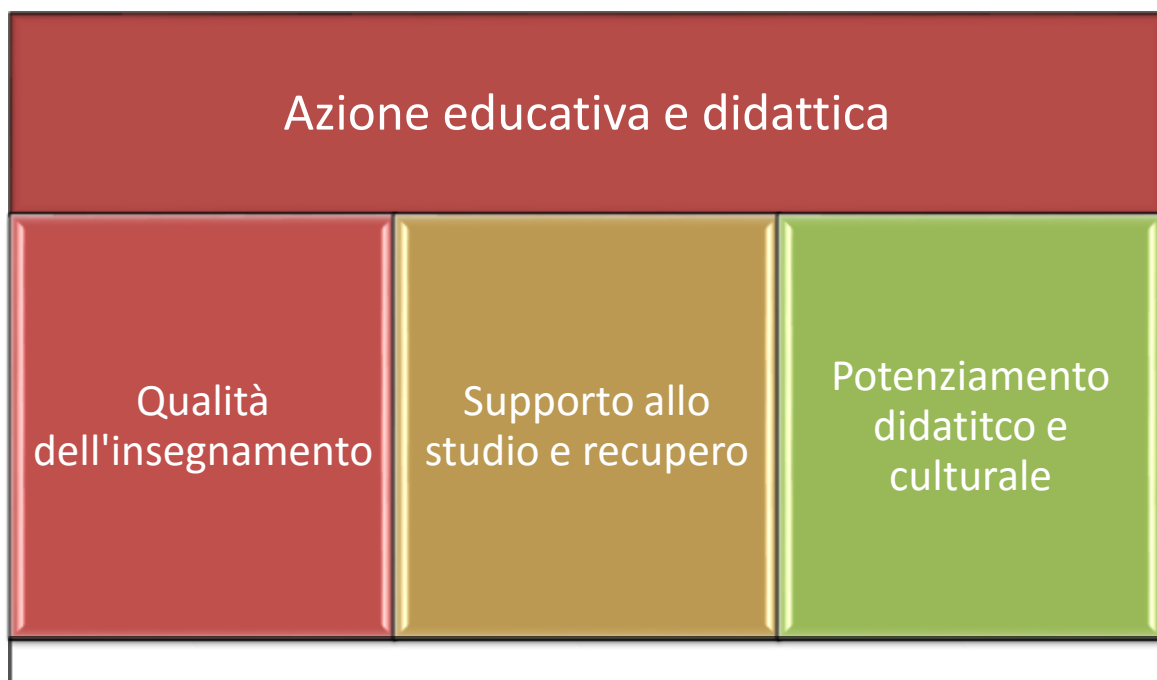 Azione educativa e didattica
Qualità
dell'insegnamento
Supporto allo
studio e recupero
Potenziamento
didatitco e
culturale